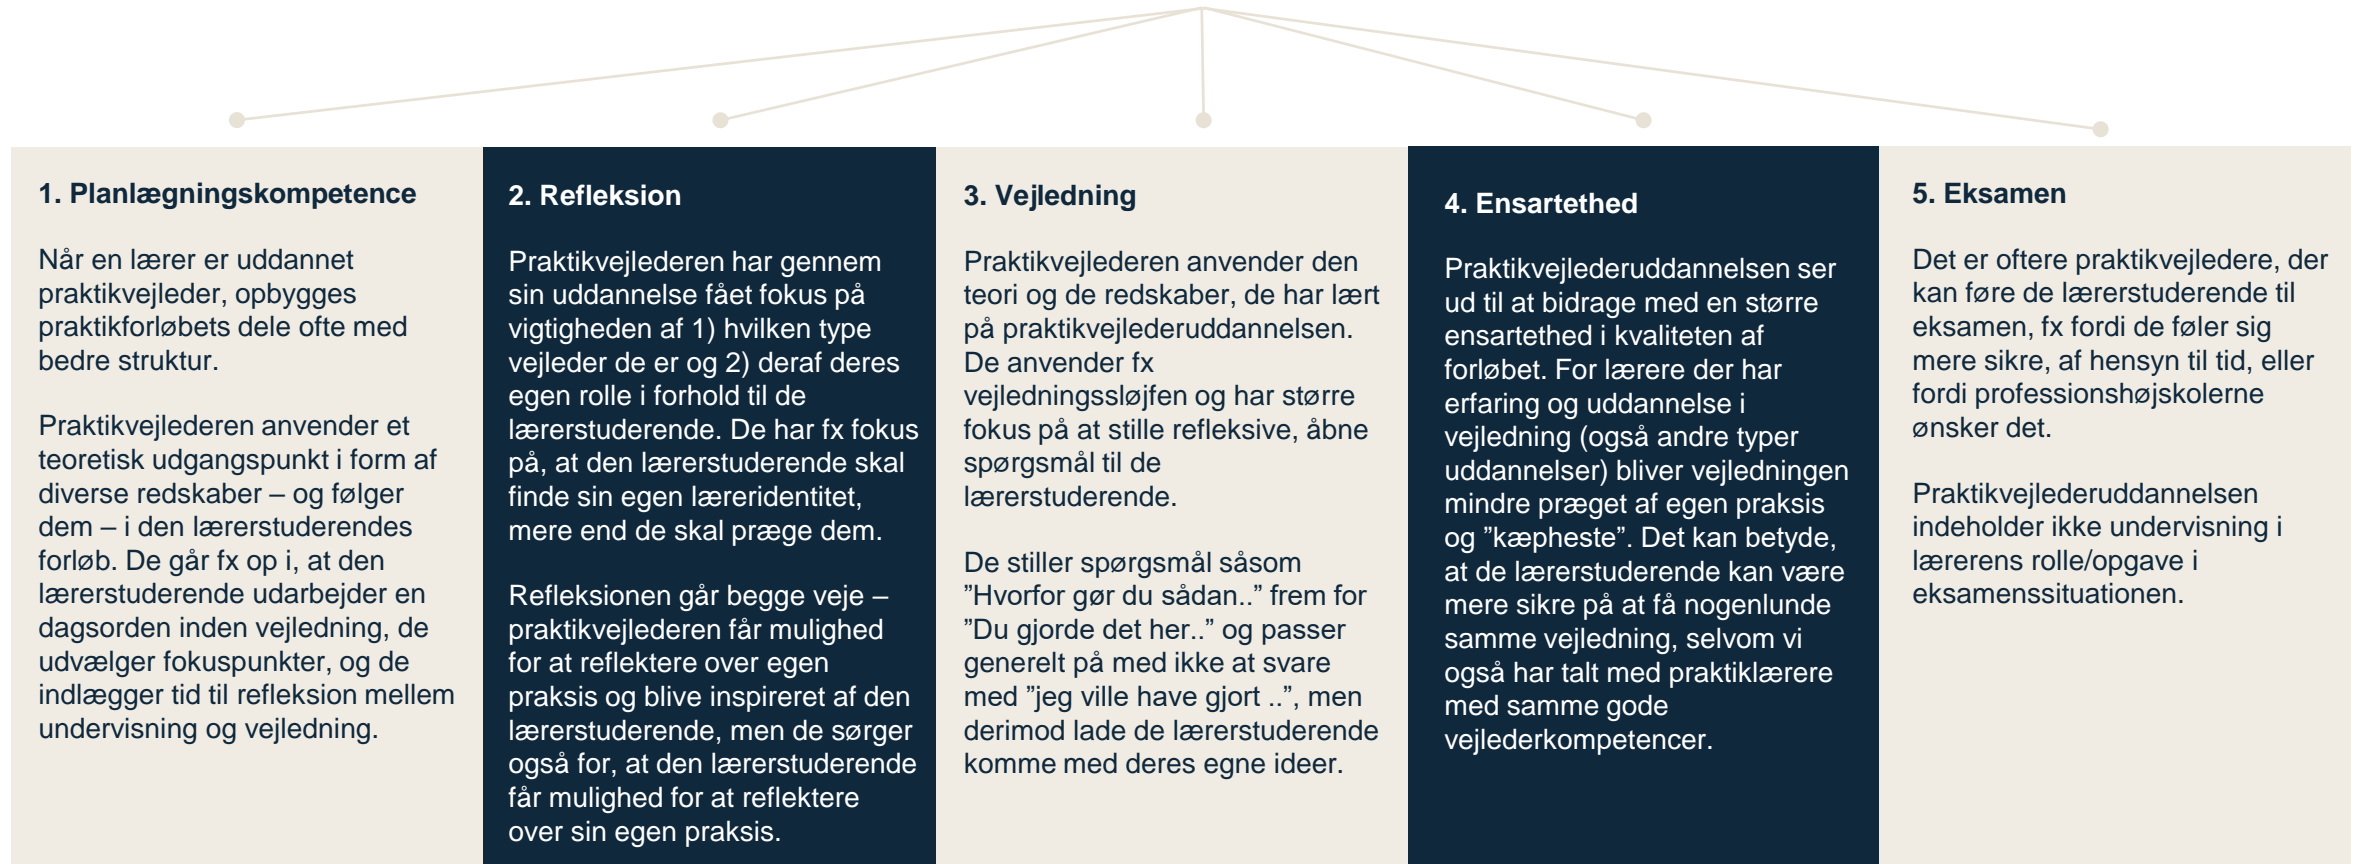 1. Planlægningskompetence
Når en lærer er uddannet
praktikvejleder, opbygges
praktikforløbets dele ofte med
bedre struktur.
Praktikvejlederen anvender et
teoretisk udgangspunkt i form af
diverse redskaber – og følger
dem – i den lærerstuderendes
forløb. De går fx op i, at den
lærerstuderende udarbejder en
dagsorden inden vejledning, de
udvælger fokuspunkter, og de
indlægger tid til refleksion mellem
undervisning og vejledning.
2. Refleksion
Praktikvejlederen har gennem
sin uddannelse fået fokus på
vigtigheden af 1) hvilken type
vejleder de er og 2) deraf deres
egen rolle i forhold til de
lærerstuderende. De har fx fokus
på, at den lærerstuderende skal
finde sin egen læreridentitet,
mere end de skal præge dem.
Refleksionen går begge veje –
praktikvejlederen får mulighed
for at reflektere over egen
praksis og blive inspireret af den
lærerstuderende, men de sørger
også for, at den lærerstuderende
får mulighed for at reflektere
over sin egen praksis.
3. Vejledning
Praktikvejlederen anvender den
teori og de redskaber, de har lært
på praktikvejlederuddannelsen.
De anvender fx
vejledningssløjfen og har større
fokus på at stille refleksive, åbne
spørgsmål til de
lærerstuderende.
De stiller spørgsmål såsom
”Hvorfor gør du sådan..” frem for
”Du gjorde det her..” og passer
generelt på med ikke at svare
med ”jeg ville have gjort ..”, men
derimod lade de lærerstuderende
komme med deres egne ideer.
4. Ensartethed
Praktikvejlederuddannelsen ser
ud til at bidrage med en større
ensartethed i kvaliteten af
forløbet. For lærere der har
erfaring og uddannelse i
vejledning (også andre typer
uddannelser) bliver vejledningen
mindre præget af egen praksis
og ”kæpheste”. Det kan betyde,
at de lærerstuderende kan være
mere sikre på at få nogenlunde
samme vejledning, selvom vi
også har talt med praktiklærere
med samme gode
vejlederkompetencer.
5. Eksamen
Det er oftere praktikvejledere, der
kan føre de lærerstuderende til
eksamen, fx fordi de føler sig
mere sikre, af hensyn til tid, eller
fordi professionshøjskolerne
ønsker det.
Praktikvejlederuddannelsen
indeholder ikke undervisning i
lærerens rolle/opgave i
eksamenssituationen.